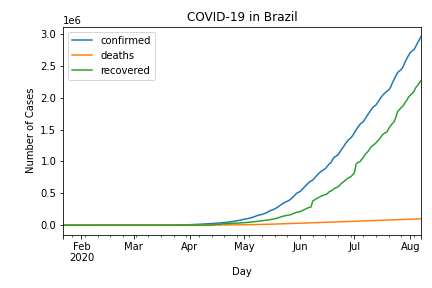 COVID-19 in Brazil
1e6
confirmed
deaths
recovered
Number of Cases
3.0
2.5
2.0
1.5
1.0
0.5
0.0
Feb Mar Apr May Jun Jul Aug
2020
Day